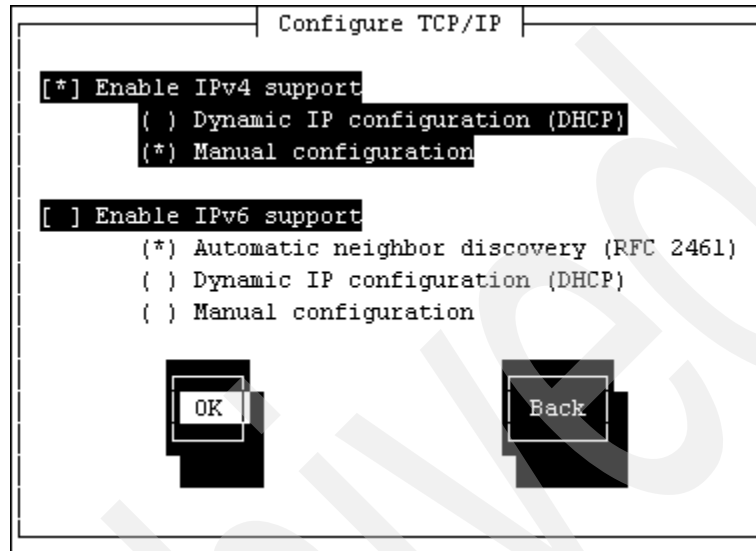 Configure TCP/IP
[*] Enable IPv4 support
( ) Dynamic IP configuration (DHCP)
(*) Manual configuration
[ ] Enable IPv6 support
(*) Automatic neighbor discovery (RFC 2461)
( ) Dynamic IP configuration (DHCP)
( ) Manual configuration
OK Back